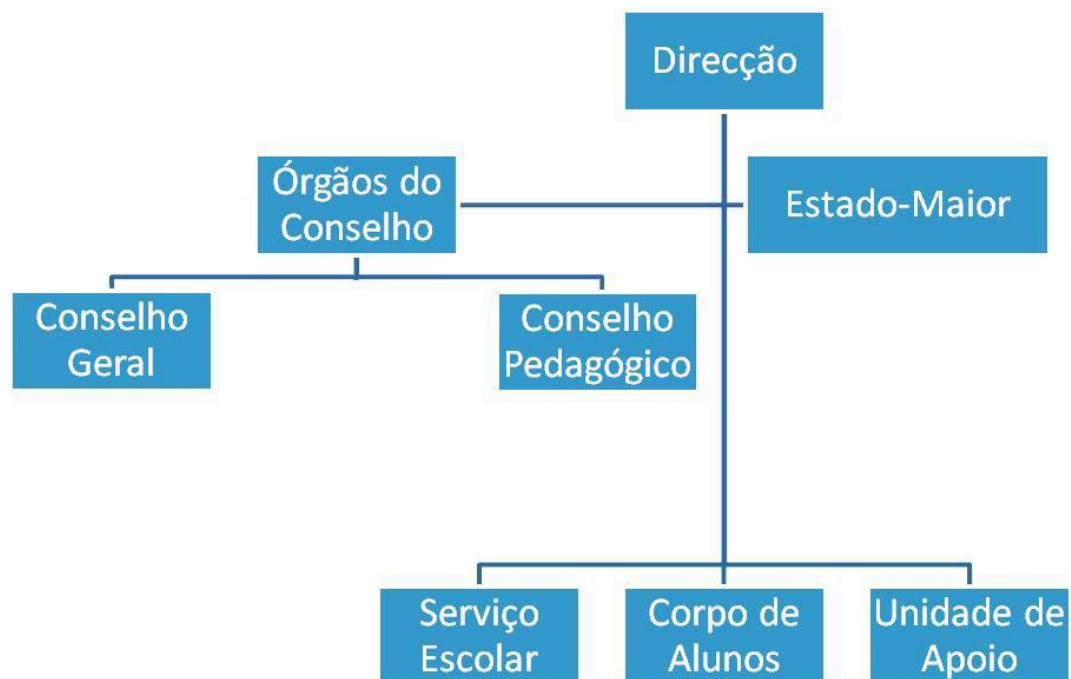 Direcção
Órgãos do
Conselho
Estado-Maior
Conselho
Geral
Conselho
Pedagógico
Serviço
Escolar
Corpo de
Alunos
Unidade de
Apoio